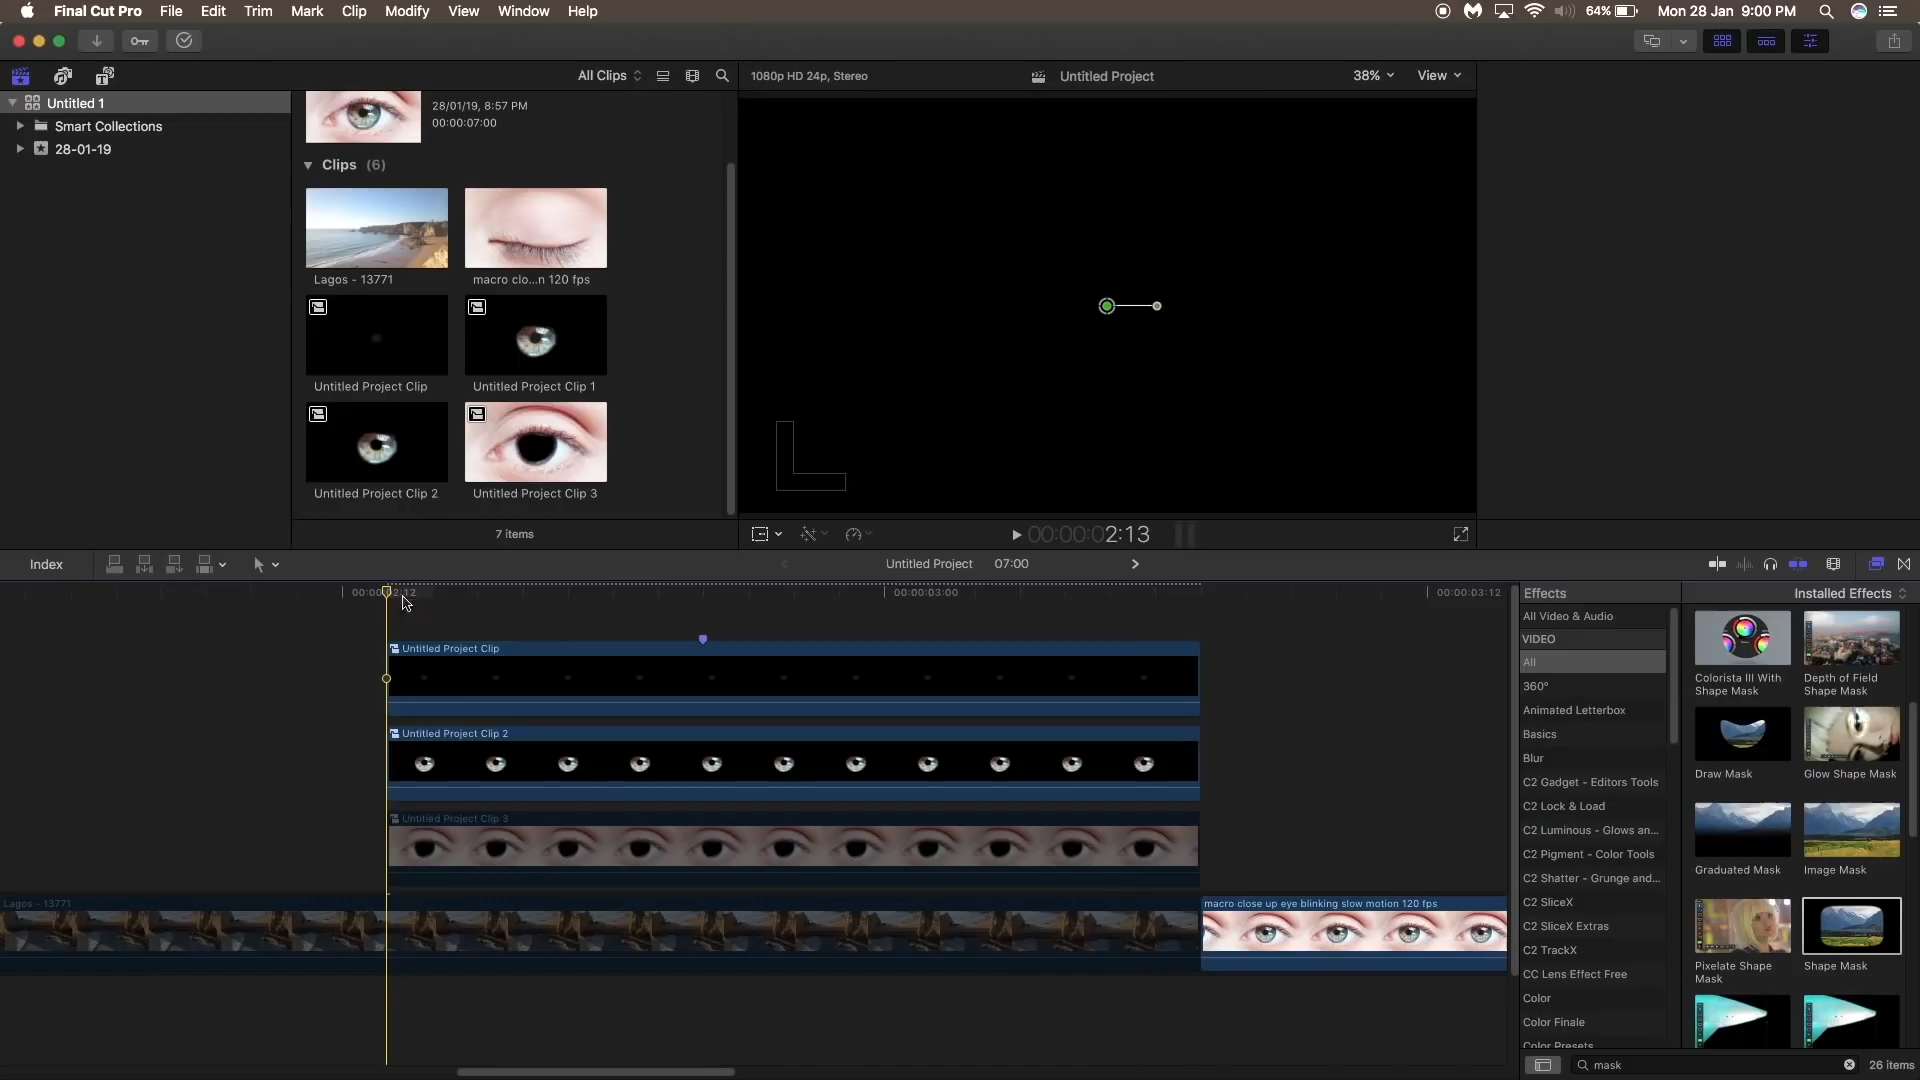 Final Cut Pro File Edit Trim Mark Clip Modify View Window Help
64% Mon 28 Jan 9:00 PM
All Clips
1080p HD 24p, Stereo
Untitled Project
38%
View
Untitled 1
Smart Collections
28-01-19
28/01/19, 8:57 PM
00:00:07:00
Clips (6)
Lagos - 13771
macro clo...n 120 fps
Untitled Project Clip
Untitled Project Clip 1
Untitled Project Clip 2
Untitled Project Clip 3
7 items
00:00:02:13
Index
Untitled Project 07:00
00:00:02:12
00:00:03:00
00:00:03:12
Untitled Project Clip
Untitled Project Clip 2
Untitled Project Clip 3
Lagos - 13771
macro close up eye blinking slow motion 120 fps
Effects
Installed Effects
All Video & Audio
VIDEO
All
360°
Animated Letterbox
Basics
Blur
C2 Gadget - Editors Tools
C2 Lock & Load
C2 Luminous - Glows an...
C2 Pigment - Color Tools
C2 Shatter - Grunge and...
C2 SliceX
C2 SliceX Extras
C2 TrackX
CC Lens Effect Free
Color
Color Finale
Color Presets
Colorista III With
Shape Mask
Depth of Field
Shape Mask
Draw Mask
Glow Shape Mask
Graduated Mask
Image Mask
Pixelate Shape
Mask
Shape Mask
mask
26 items